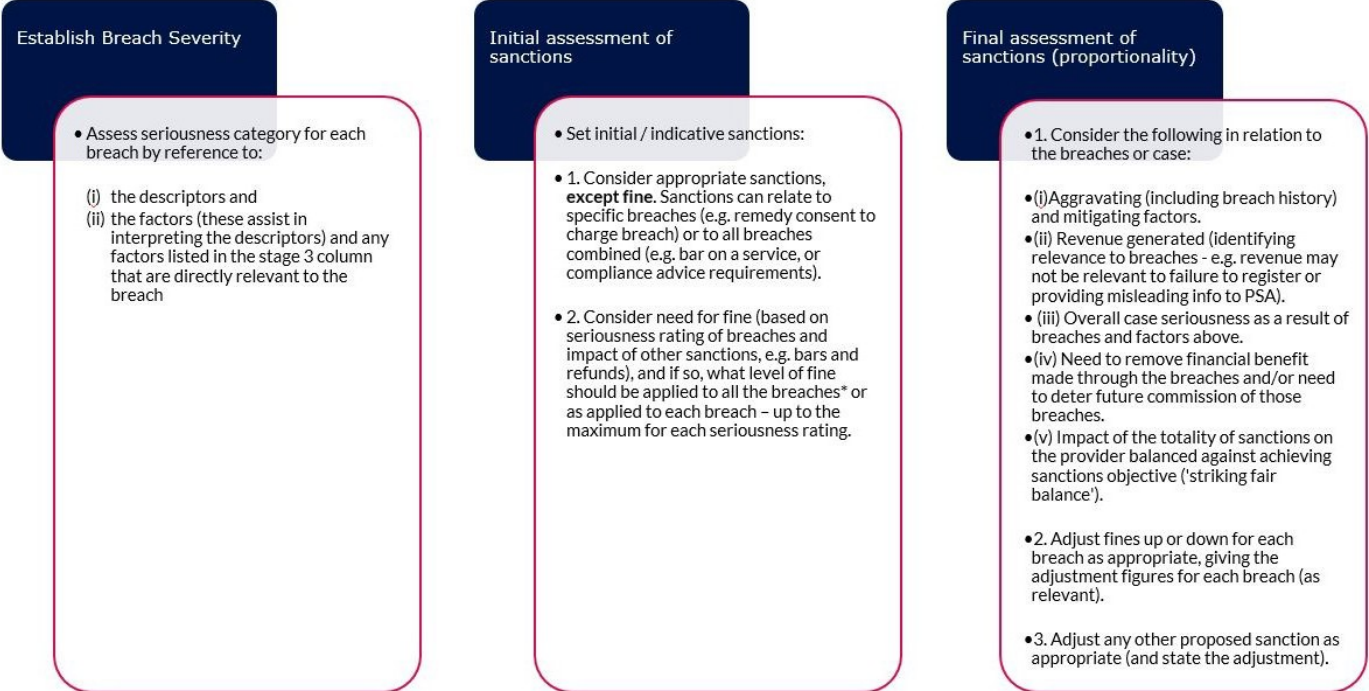 Establish Breach Severity
• Assess seriousness category for each
breach by reference to:
(i) the descriptors and
(ii) the factors (these assist in
interpreting the descriptors) and any
factors listed in the stage 3 column
that are directly relevant to the
breach
Initial assessment of
sanctions
• Set initial / indicative sanctions:
• 1. Consider appropriate sanctions,
except fine. Sanctions can relate to
specific breaches (e.g. remedy consent to
charge breach) or to all breaches
combined (e.g. bar on a service, or
compliance advice requirements).
• 2. Consider need for fine (based on
seriousness rating of breaches and
impact of other sanctions, e.g. bars and
refunds), and if so, what level of fine
should be applied to all the breaches* or
as applied to each breach – up to the
maximum for each seriousness rating.
Final assessment of
sanctions (proportionality)
•1. Consider the following in relation to
the breaches or case:
•(i)Aggravating (including breach history)
and mitigating factors.
•(ii) Revenue generated (identifying
relevance to breaches - e.g. revenue may
not be relevant to failure to register or
providing misleading info to PSA).
• (iii) Overall case seriousness as a result of
breaches and factors above.
•(iv) Need to remove financial benefit
made through the breaches and/or need
to deter future commission of those
breaches.
•(v) Impact of the totality of sanctions on
the provider balanced against achieving
sanctions objective ('striking fair
balance').
•2. Adjust fines up or down for each
breach as appropriate, giving the
adjustment figures for each breach (as
relevant).
•3. Adjust any other proposed sanction as
appropriate (and state the adjustment).